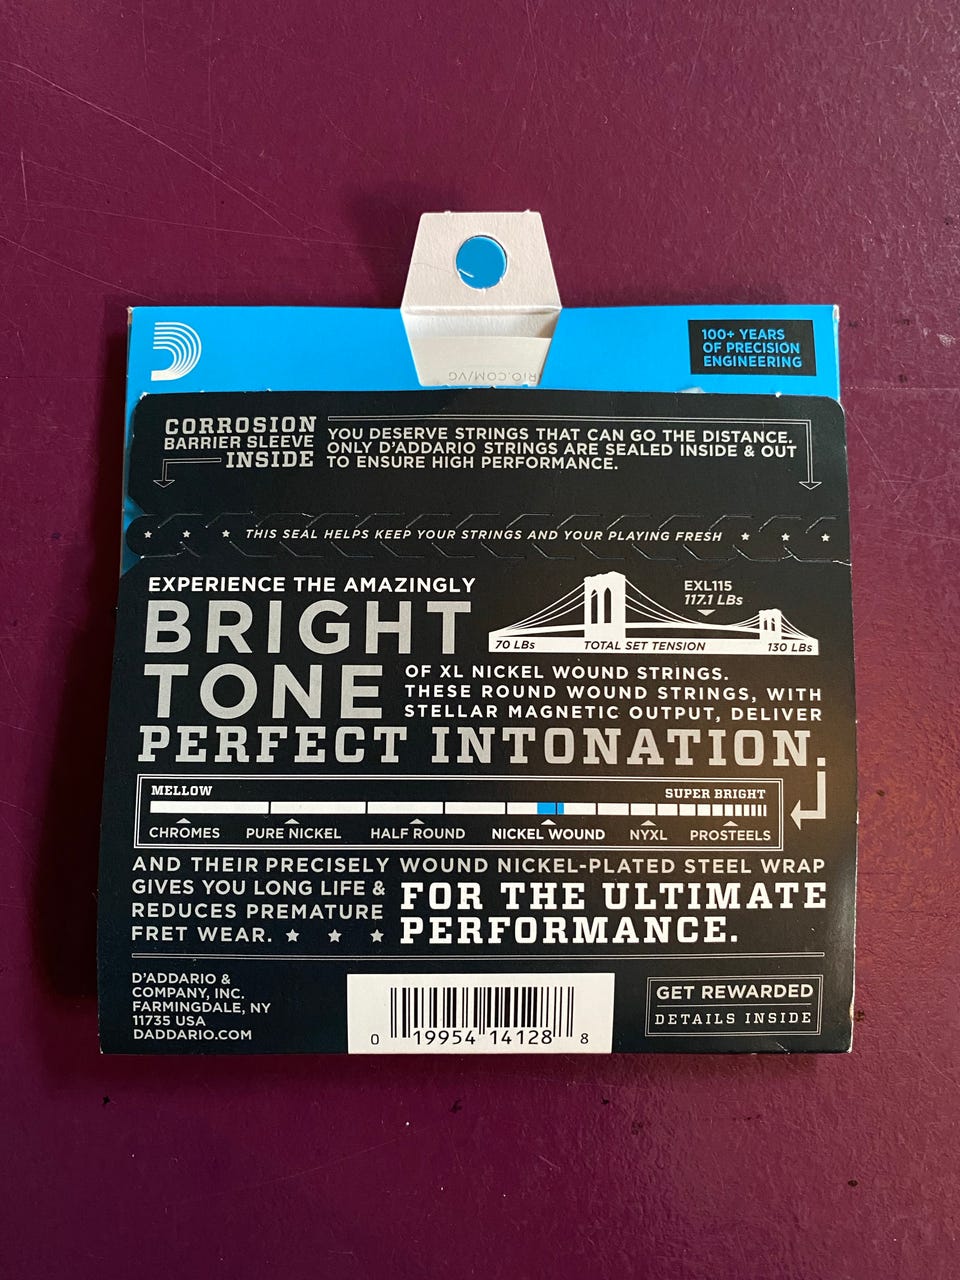 RIO.COM/VG
100+ YEARS
OF PRECISION
ENGINEERING
CORROSION
BARRIER SLEEVE
INSIDE
YOU DESERVE STRINGS THAT CAN GO THE DISTANCE.
ONLY D'ADDARIO STRINGS ARE SEALED INSIDE & OUT
TO ENSURE HIGH PERFORMANCE.
THIS SEAL HELPS KEEP YOUR STRINGS AND YOUR PLAYING FRESH
EXPERIENCE THE AMAZINGLY
BRIGHT
TONE
EXL115
117.1 LBs
70 LBs
TOTAL SET TENSION
130 LBs
OF XL NICKEL WOUND STRINGS.
THESE ROUND WOUND STRINGS, WITH
STELLAR MAGNETIC OUTPUT, DELIVER
PERFECT INTONATION.
MELLOW
SUPER BRIGHT
CHROMES
PURE NICKEL
HALF ROUND
NICKEL WOUND
NYXL
PROSTEELS
AND THEIR PRECISELY WOUND NICKEL-PLATED STEEL WRAP
GIVES YOU LONG LIFE &
REDUCES PREMATURE
FRET WEAR.
FOR THE ULTIMATE
PERFORMANCE.
D'ADDARIO &
COMPANY, INC.
FARMINGDALE, NY
11735 USA
DADDARIO.COM
0 19954 14128 8
GET REWARDED
DETAILS INSIDE